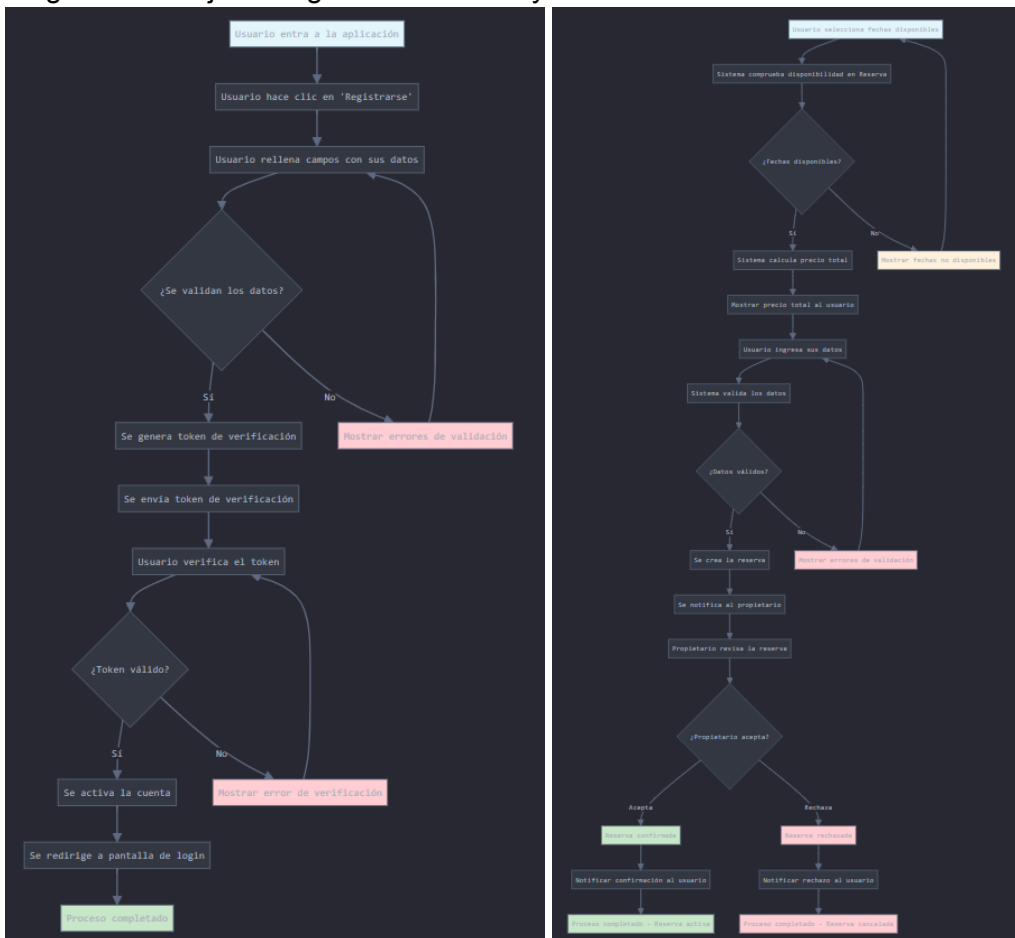 Usuario entra a la aplicación
Usuario hace clic en 'Registrarse'
Usuario rellena campos con sus datos
¿Se validan los datos?
Sí
No
Se genera token de verificación
Mostrar errores de validación
Se envía token de verificación
Usuario verifica el token
¿Token válido?
Sí
No
Se activa la cuenta
Mostrar error de verificación
Se redirige a pantalla de login
Proceso completado
Usuario selecciona fechas disponibles
Sistema comprueba disponibilidad en Reserva
¿Fechas disponibles?
Sí
No
Sistema calcula precio total
Mostrar fechas no disponibles
Mostrar precio total al usuario
Usuario ingresa sus datos
Sistema valida los datos
¿Datos válidos?
Sí
No
Se crea la reserva
Mostrar errores de validación
Se notifica al propietario
Propietario revisa la reserva
¿Propietario acepta?
Acepta
Rechaza
Reserva confirmada
Reserva rechazada
Notificar confirmación al usuario
Notificar rechazo al usuario
Proceso completado - Reserva activa
Proceso completado - Reserva cancelada